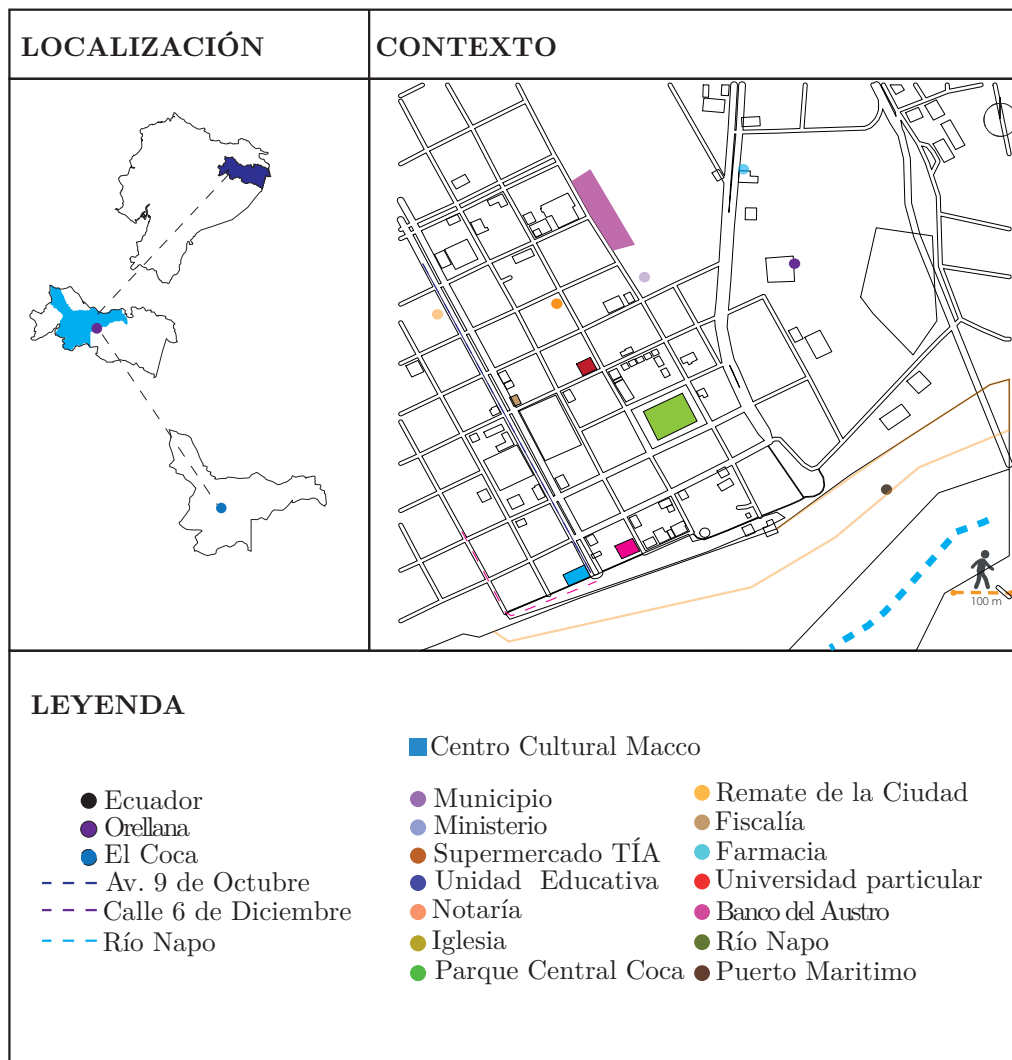 LOCALIZACIÓN
CONTEXTO
100 m
LEYENDA
Centro Cultural Macco
Ecuador
Orellana
El Coca
Av. 9 de Octubre
Calle 6 de Diciembre
Río Napo
Municipio
Ministerio
Supermercado TÍA
Unidad Educativa
Notaría
Iglesia
Parque Central Coca
Remate de la Ciudad
Fiscalía
Farmacia
Universidad particular
Banco del Austro
Río Napo
Puerto Maritimo